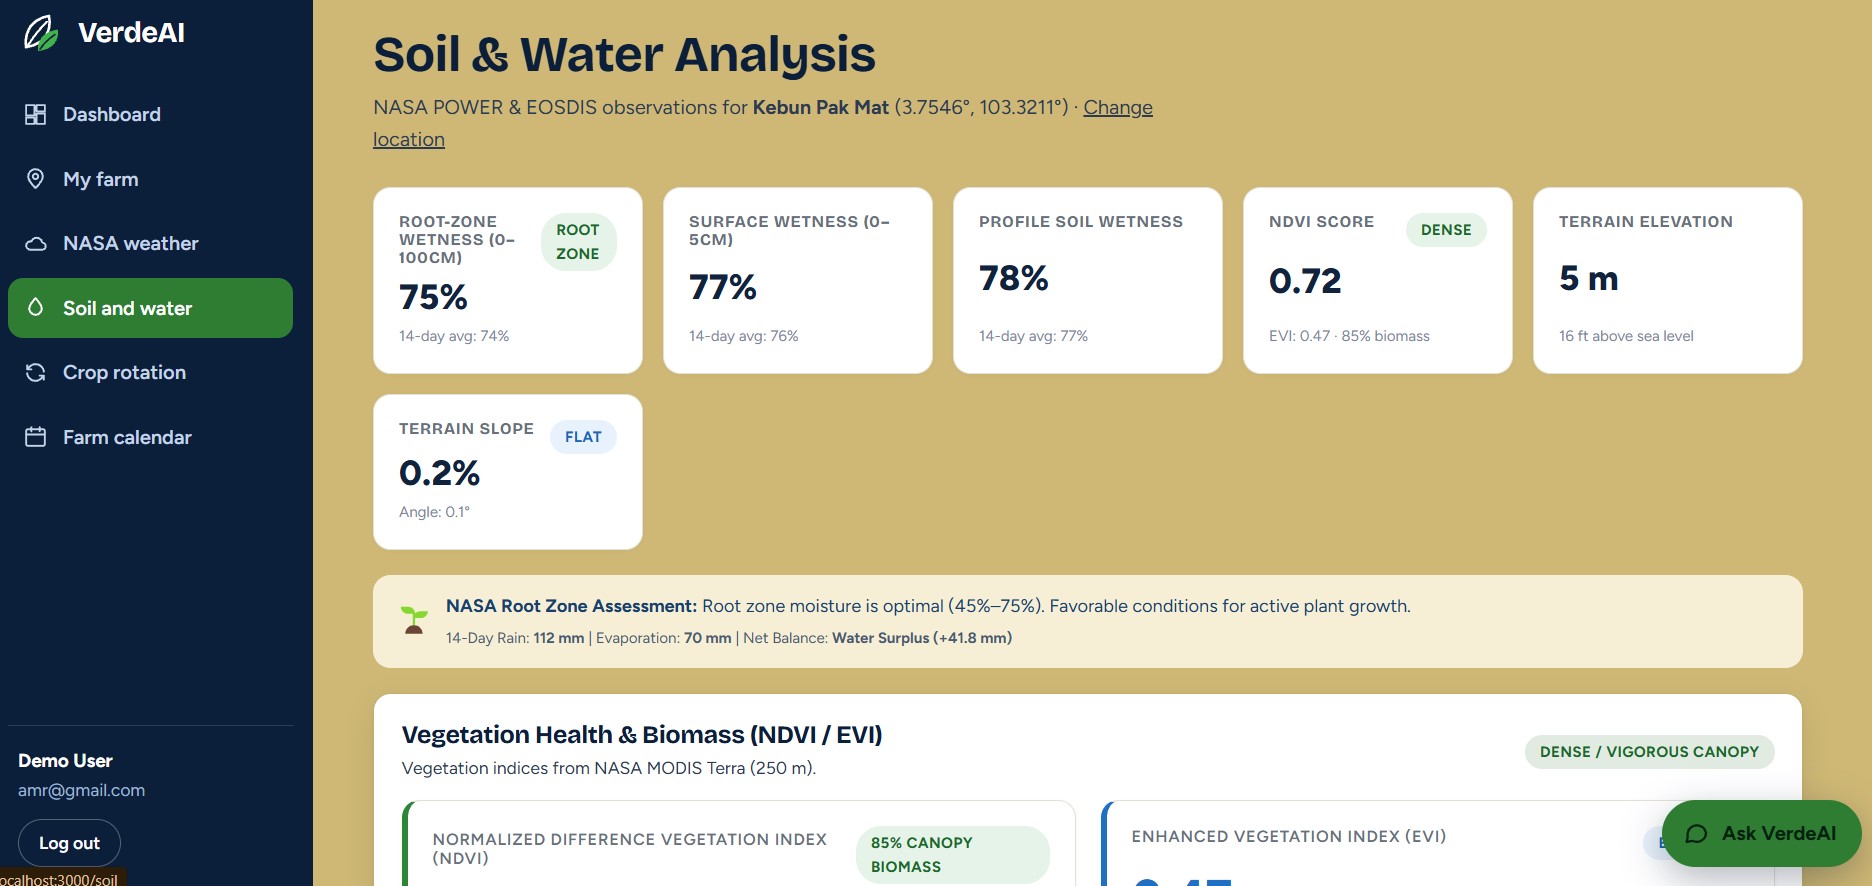 VerdeAI
Dashboard
My farm
NASA weather
Soil and water
Crop rotation
Farm calendar
Demo User
amr@gmail.com
Log out
ocalhost:3000/soil
Soil & Water Analysis
NASA POWER & EOSDIS observations for Kebun Pak Mat (3.7546°, 103.3211°) · Change
location
ROOT-ZONE
WETNESS (0–
100CM)
ROOT
ZONE
75%
14-day avg: 74%
SURFACE WETNESS (0–
5CM)
77%
14-day avg: 76%
PROFILE SOIL WETNESS
78%
14-day avg: 77%
NDVI SCORE
DENSE
0.72
EVI: 0.47 · 85% biomass
TERRAIN ELEVATION
5 m
16 ft above sea level
TERRAIN SLOPE
FLAT
0.2%
Angle: 0.1°
NASA Root Zone Assessment: Root zone moisture is optimal (45%–75%). Favorable conditions for active plant growth.
14-Day Rain: 112 mm | Evaporation: 70 mm | Net Balance: Water Surplus (+41.8 mm)
Vegetation Health & Biomass (NDVI / EVI)
Vegetation indices from NASA MODIS Terra (250 m).
DENSE / VIGOROUS CANOPY
NORMALIZED DIFFERENCE VEGETATION INDEX
(NDVI)
85% CANOPY
BIOMASS
ENHANCED VEGETATION INDEX (EVI)
Ask VerdeAI